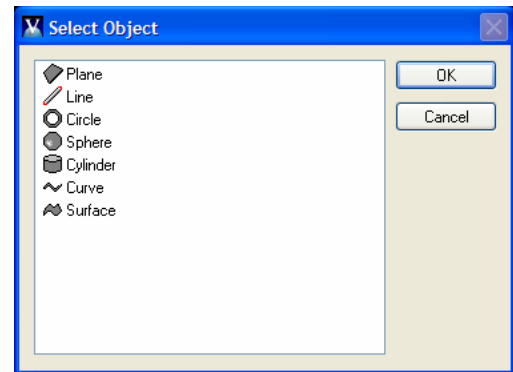 Select Object
Plane
Line
Circle
Sphere
Cylinder
Curve
Surface
OK
Cancel